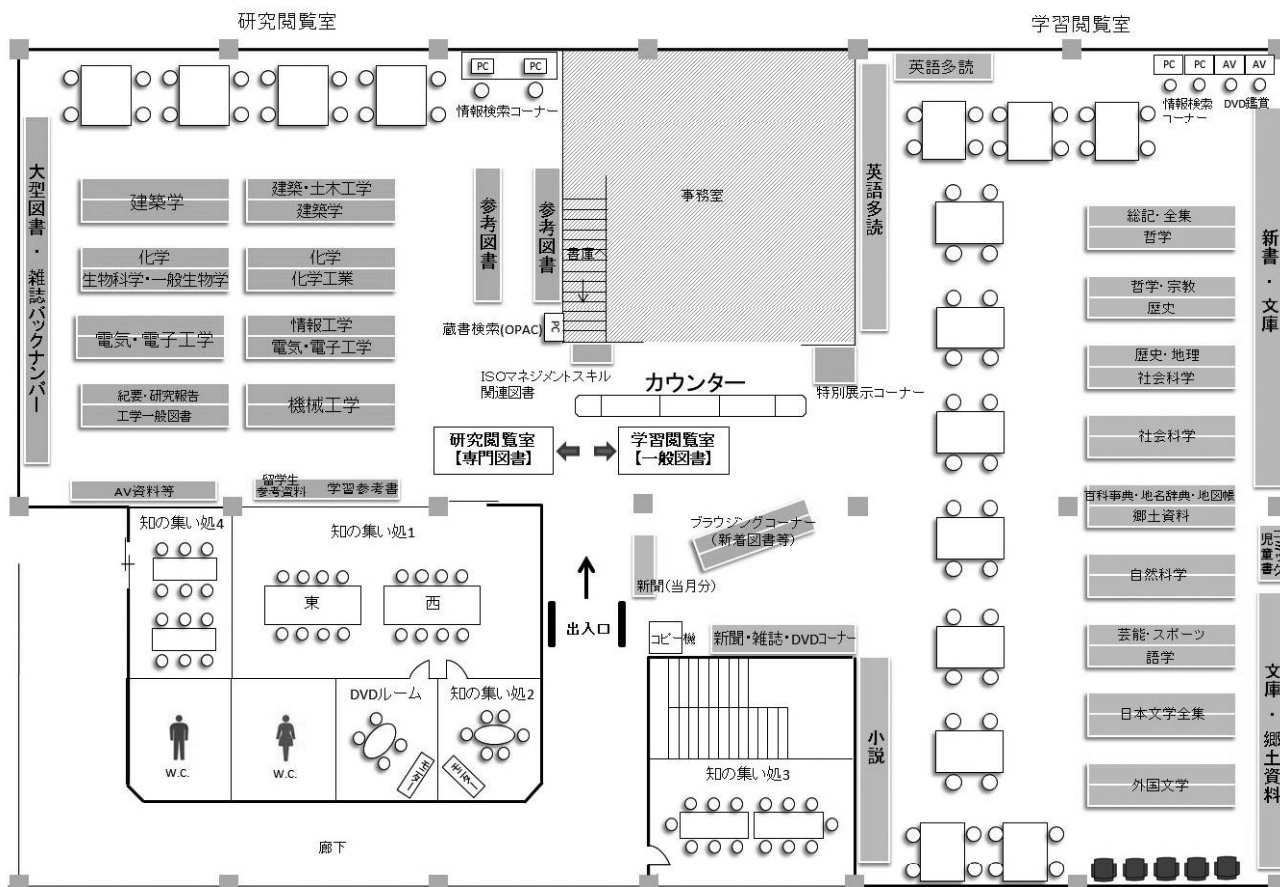 研究閲覧室
学習閲覧室
PC
PC
情報検索コーナー
大型図書・雑誌バックナンバー
建築学
建築・土木工学
建築学
化学
生物科学・一般生物学
化学
化学工業
電気・電子工学
情報工学
電気・電子工学
紀要・研究報告
工学一般図書
機械工学
AV資料等
留学生
参考資料
学習参考書
参考図書
参考図書
書庫へ
事務室
蔵書検索(OPAC)
PC
ISOマネジメントスキル
関連図書
カウンター
特別展示コーナー
研究閲覧室
【専門図書】
学習閲覧室
【一般図書】
英語多読
英語多読
PC
PC
AV
AV
情報検索
コーナー
DVD鑑賞
総記・全集
哲学
哲学・宗教
歴史
歴史・地理
社会科学
社会科学
百科事典・地名辞典・地図帳
郷土資料
自然科学
芸能・スポーツ
語学
日本文学全集
外国文学
新書・文庫
児童書
コミック
文庫・郷土資料
知の集い処4
知の集い処1
東
西
出入口
新聞(当月分)
ブラウジングコーナー
(新着図書等)
コピー機
新聞・雑誌・DVDコーナー
W.C.
W.C.
DVDルーム
モニター
知の集い処2
モニター
知の集い処3
小説
廊下